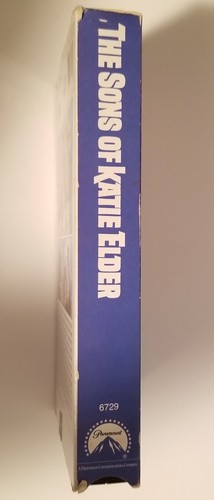 THE SONS OF KATIE ELDER
6729
Paramount